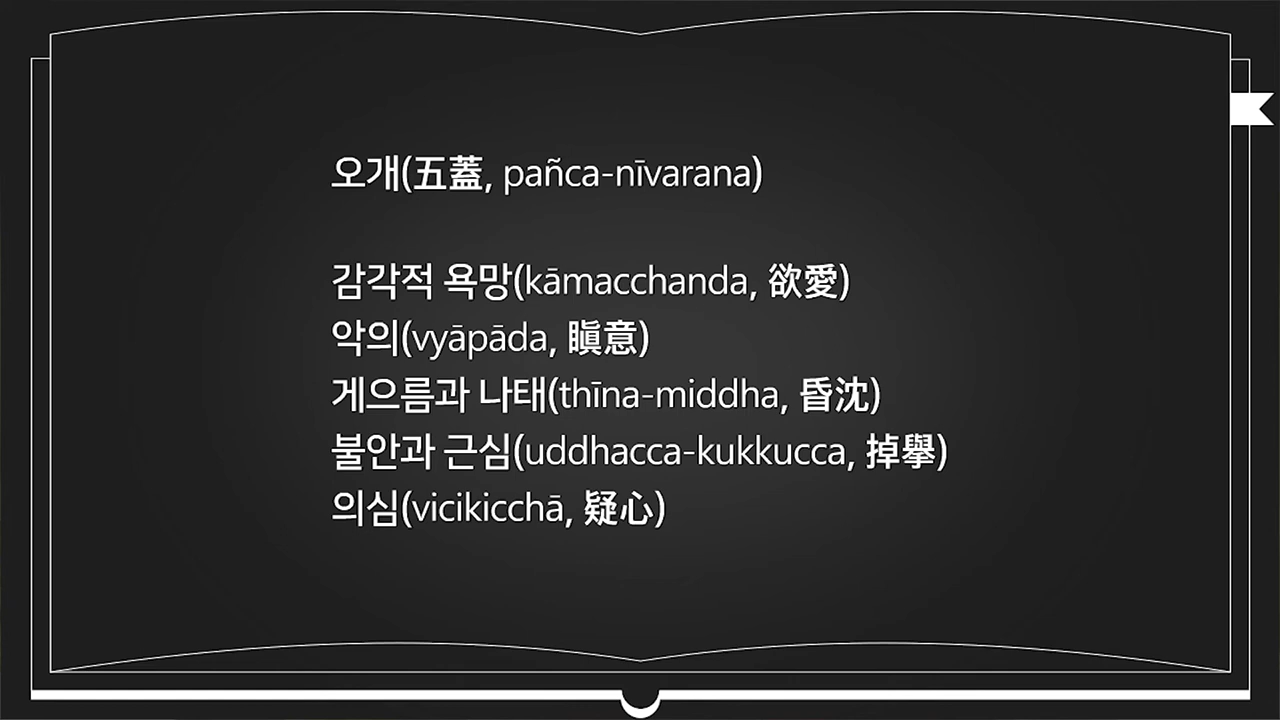 오개(五蓋, pañca-nīvarana)
감각적 욕망(kāmacchanda, 欲愛)
악의(vyāpāda, 瞋意)
게으름과 나태(thīna-middha, 昏沈)
불안과 근심(uddhacca-kukkucca, 掉擧)
의심(vicikicchā, 疑心)